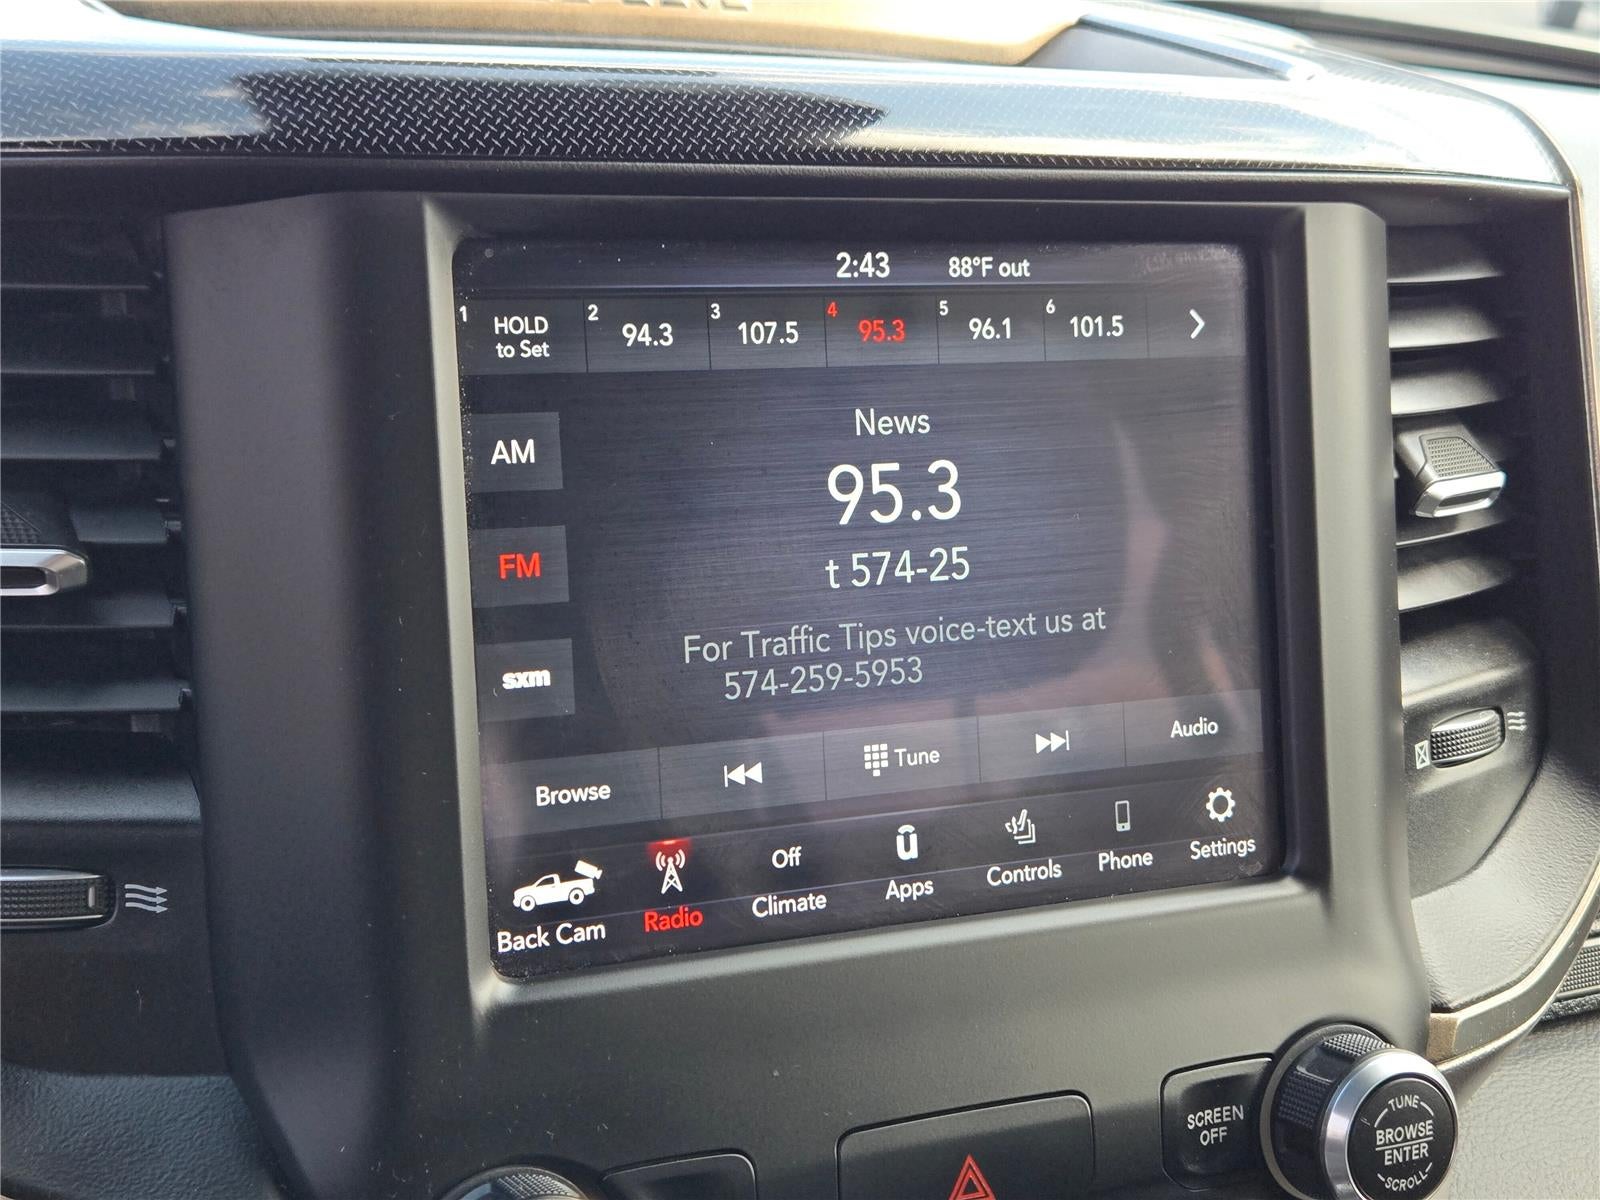 2:43 88°F out
1 HOLD to Set 2 94.3 3 107.5 4 95.3 5 96.1 6 101.5
News
AM
95.3
FM
t 574-25
For Traffic Tips voice-text us at
574-259-5953
sxm
Browse Tune Audio
Off
Back Cam Radio Climate Apps Controls Phone Settings
SCREEN
OFF
TUNE
BROWSE
ENTER
SCROLL